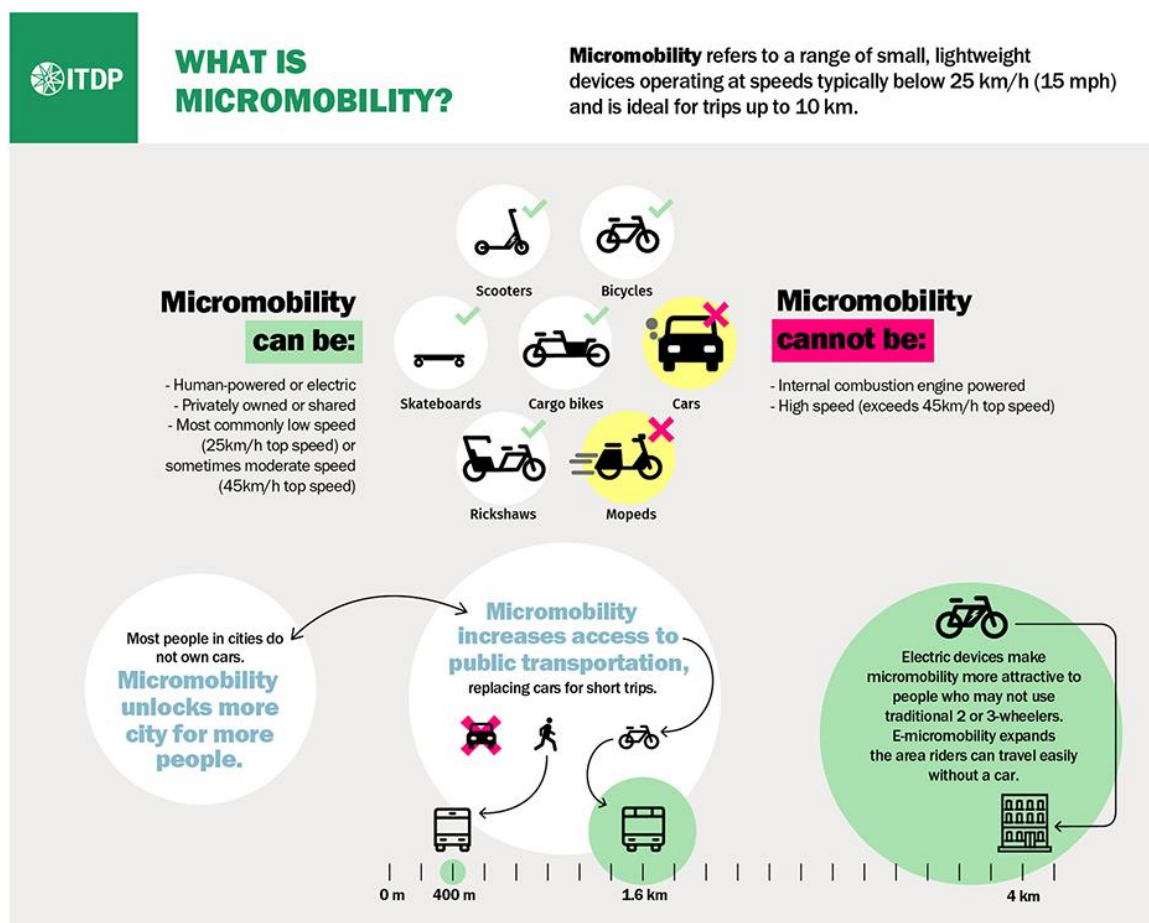 ITDP
WHAT IS
MICROMOBILITY?
Micromobility refers to a range of small, lightweight
devices operating at speeds typically below 25 km/h (15 mph)
and is ideal for trips up to 10 km.
Scooters
Bicycles
Micromobility
can be:
- Human-powered or electric
- Privately owned or shared
- Most commonly low speed
(25km/h top speed) or
sometimes moderate speed
(45km/h top speed)
Skateboards
Cargo bikes
Cars
Rickshaws
Mopeds
Micromobility
cannot be:
- Internal combustion engine powered
- High speed (exceeds 45km/h top speed)
Most people in cities do
not own cars.
Micromobility
unlocks more
city for more
people.
Micromobility
increases access to
public transportation,
replacing cars for short trips.
Electric devices make
micromobility more attractive to
people who may not use
traditional 2 or 3-wheelers.
E-micromobility expands
the area riders can travel easily
without a car.
0 m
400 m
1.6 km
4 km